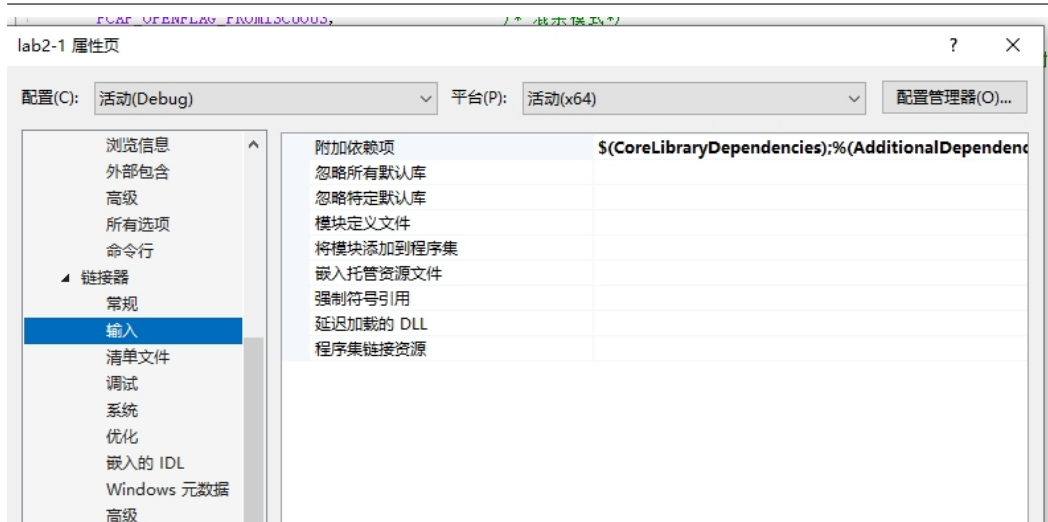 PCAP_OPENFLAG_PROMISCUOUS, /* 混杂模式*/
lab2-1 属性页 ? ×
配置(C): 活动(Debug) 平台(P): 活动(x64) 配置管理器(O)...
浏览信息
外部包含
高级
所有选项
命令行
链接器
常规
输入
清单文件
调试
系统
优化
嵌入的 IDL
Windows 元数据
高级
附加依赖项 $(CoreLibraryDependencies);%(AdditionalDependenc
忽略所有默认库
忽略特定默认库
模块定义文件
将模块添加到程序集
嵌入托管资源文件
强制符号引用
延迟加载的 DLL
程序集链接资源